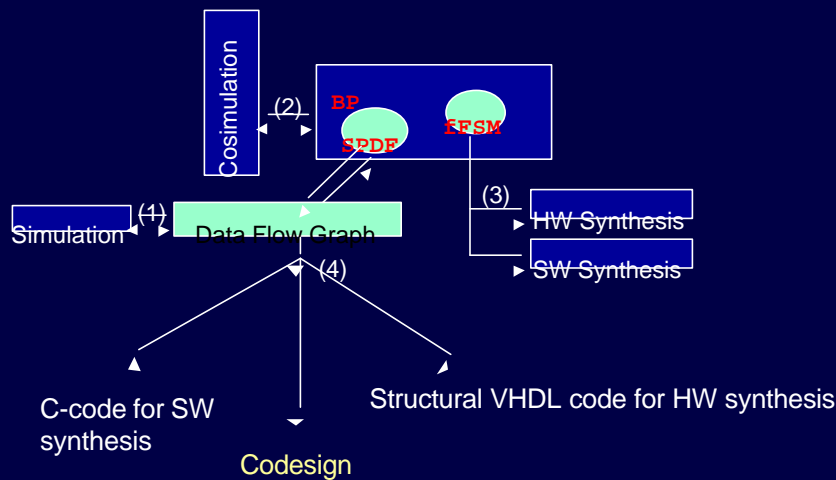 Cosimulation
(2)
BP
SPDF
fFSM
(3)
HW Synthesis
SW Synthesis
Simulation
(1)
Data Flow Graph
(4)
C-code for SW
synthesis
Structural VHDL code for HW synthesis
Codesign